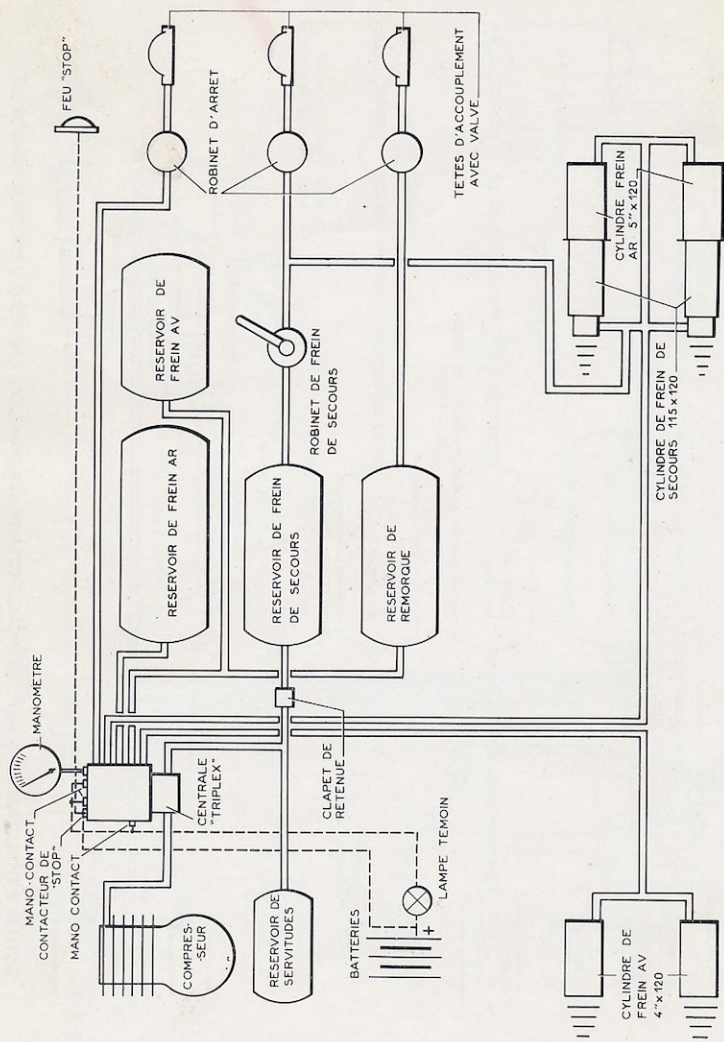 FEU "STOP"
ROBINET D'ARRET
TETES D'ACCOUPLEMENT
AVEC VALVE
RESERVOIR DE
FREIN AV
RESERVOIR DE FREIN AR
ROBINET DE FREIN
DE SECOURS
RESERVOIR DE FREIN
DE SECOURS
RESERVOIR DE
REMORQUE
CYLINDRE FREIN
AR 5"x120
CYLINDRE DE FREIN DE
SECOURS 115x120
MANOMETRE
MANO-CONTACT
CONTACTEUR DE
"STOP"
MANO CONTACT
CENTRALE
"TRIPLEX"
CLAPET DE
RETENUE
COMPRES-
-SEUR
RESERVOIR DE
SERVITUDES
BATTERIES
+
LAMPE TEMOIN
CYLINDRE DE
FREIN AV
4"x120